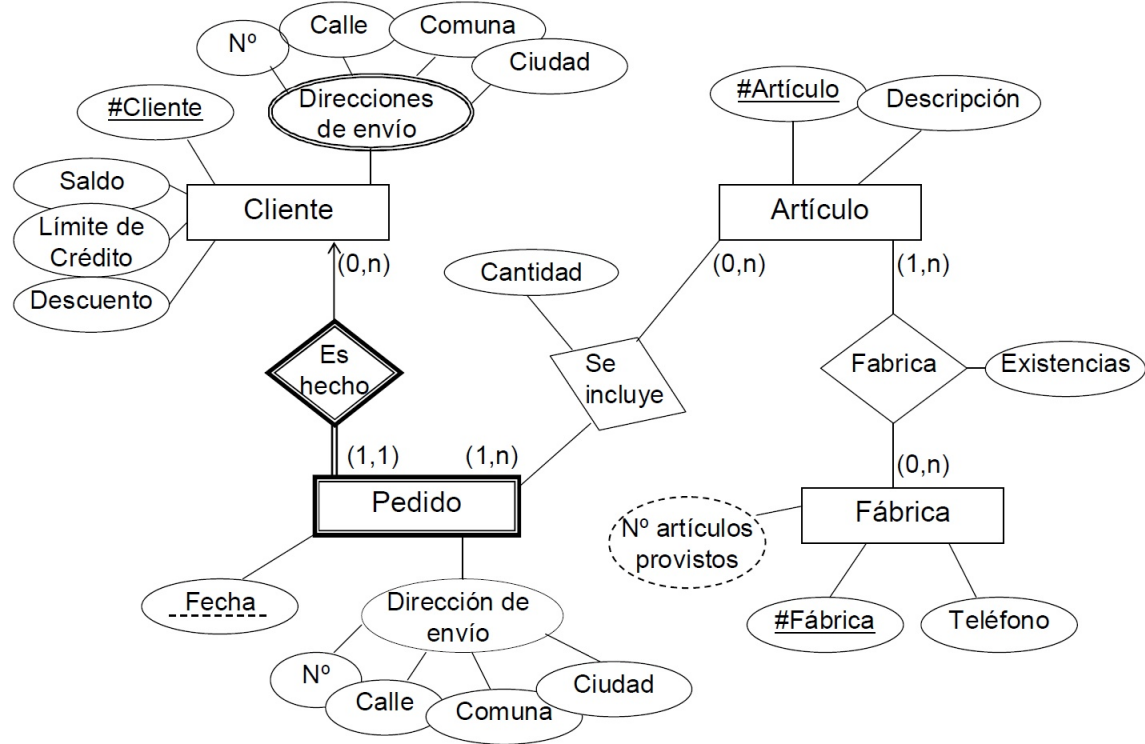 Nº
Calle
Comuna
Ciudad
Direcciones
de envío
#Cliente
Saldo
Límite de
Crédito
Descuento
Cliente
(0,n)
Es
hecho
(1,1)
(1,n)
Pedido
Fecha
Dirección de
envío
Nº
Calle
Comuna
Ciudad
Cantidad
Se
incluye
#Artículo
Descripción
Artículo
(0,n)
(1,n)
Fabrica
Existencias
(0,n)
Fábrica
Nº artículos
provistos
#Fábrica
Teléfono